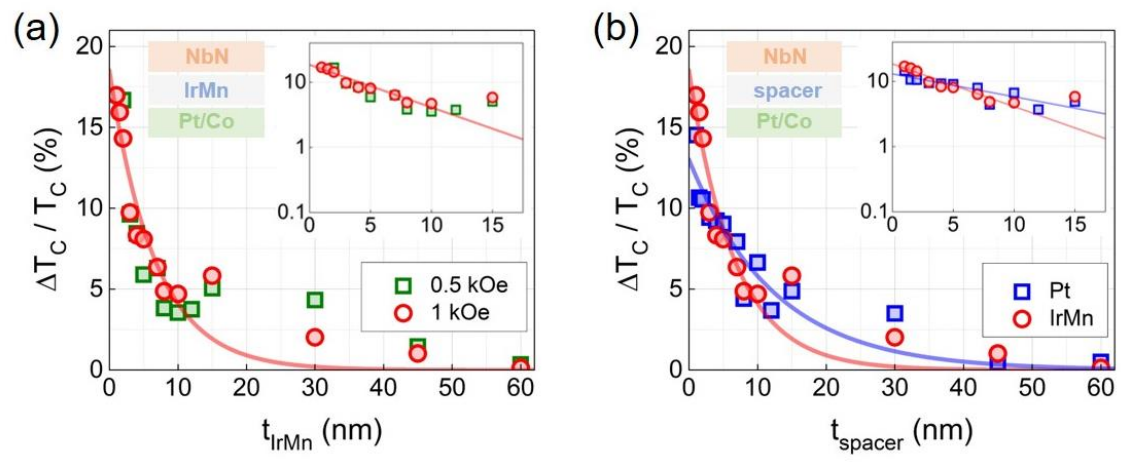 (a)
20
15
10
5
0
ΔT_C / T_C (%)
NbN
IrMn
Pt/Co
10
1
0.1
0 5 10 15
0.5 kOe
1 kOe
0 10 20 30 40 50 60
t_IrMn (nm)
(b)
20
15
10
5
0
ΔT_C / T_C (%)
NbN
spacer
Pt/Co
10
1
0.1
0 5 10 15
Pt
IrMn
0 10 20 30 40 50 60
t_spacer (nm)